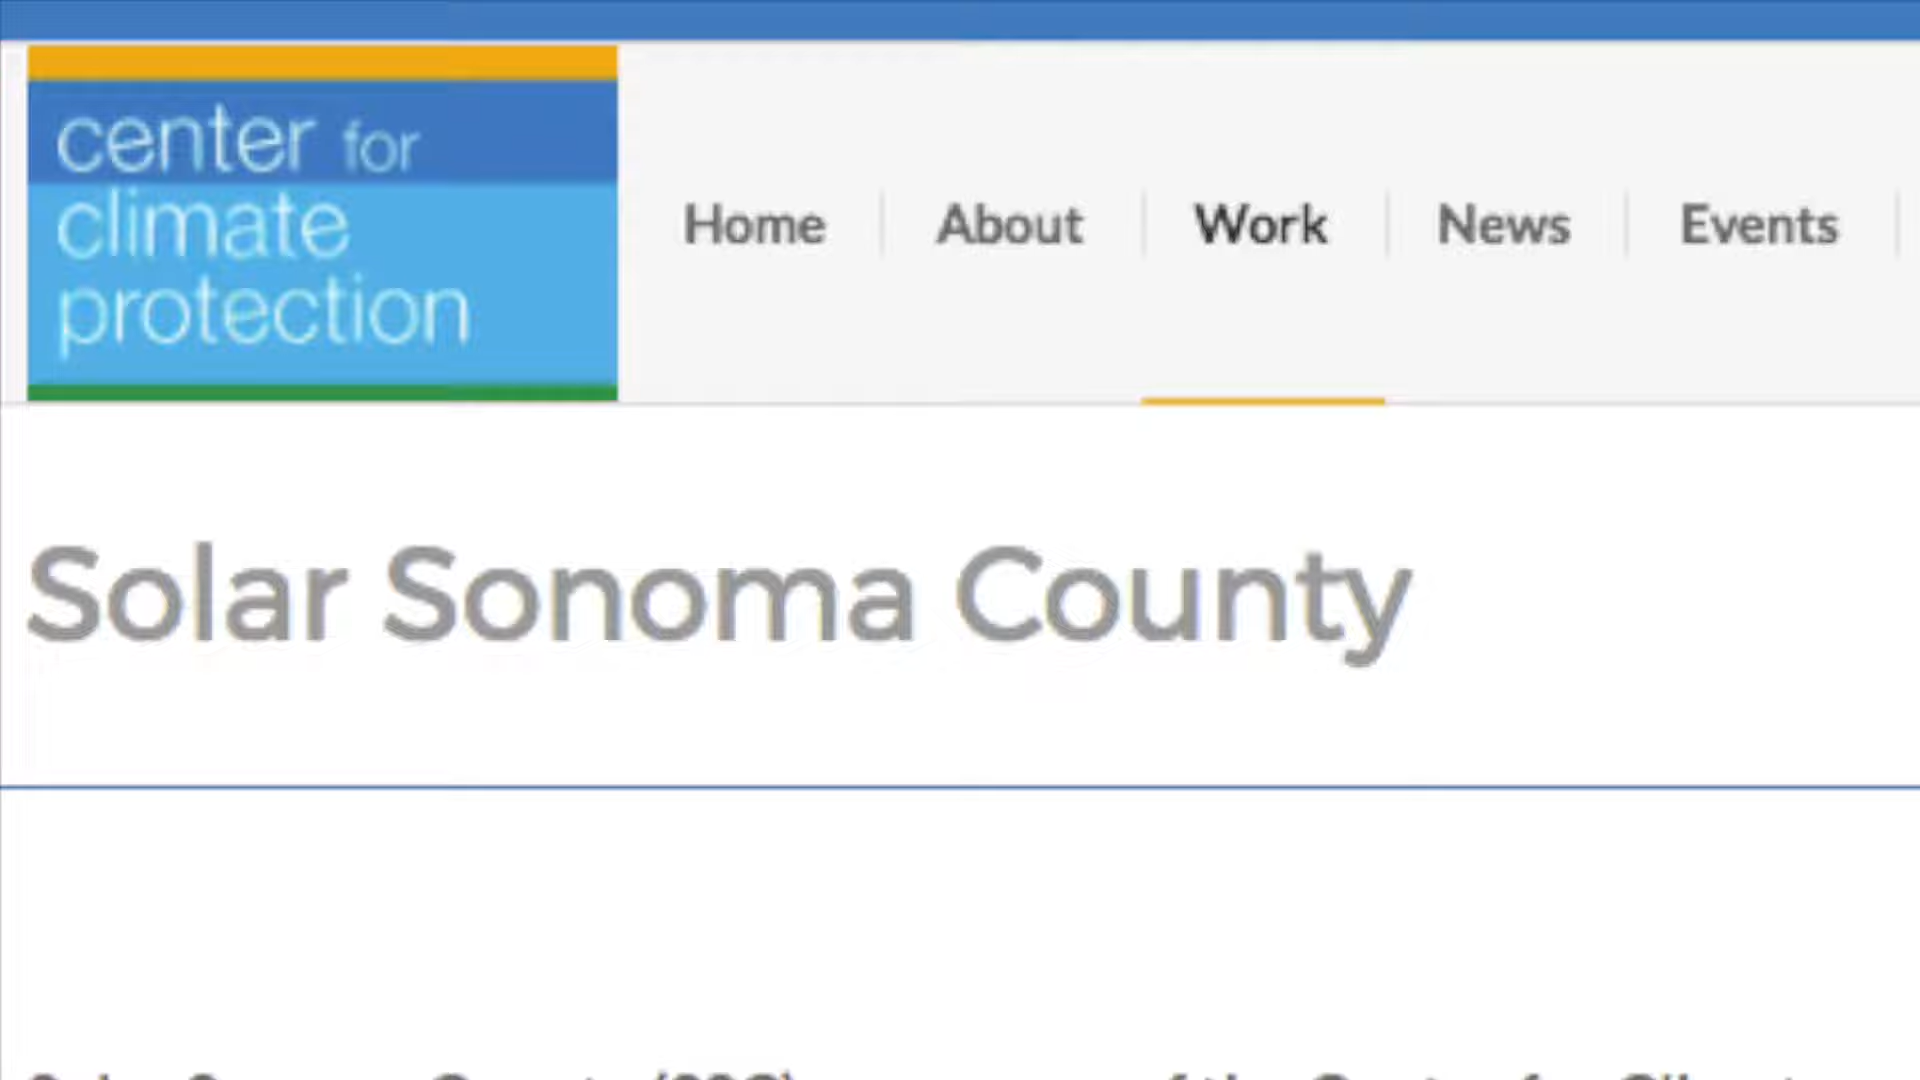 center for
climate
protection
Home About Work News Events
Solar Sonoma County